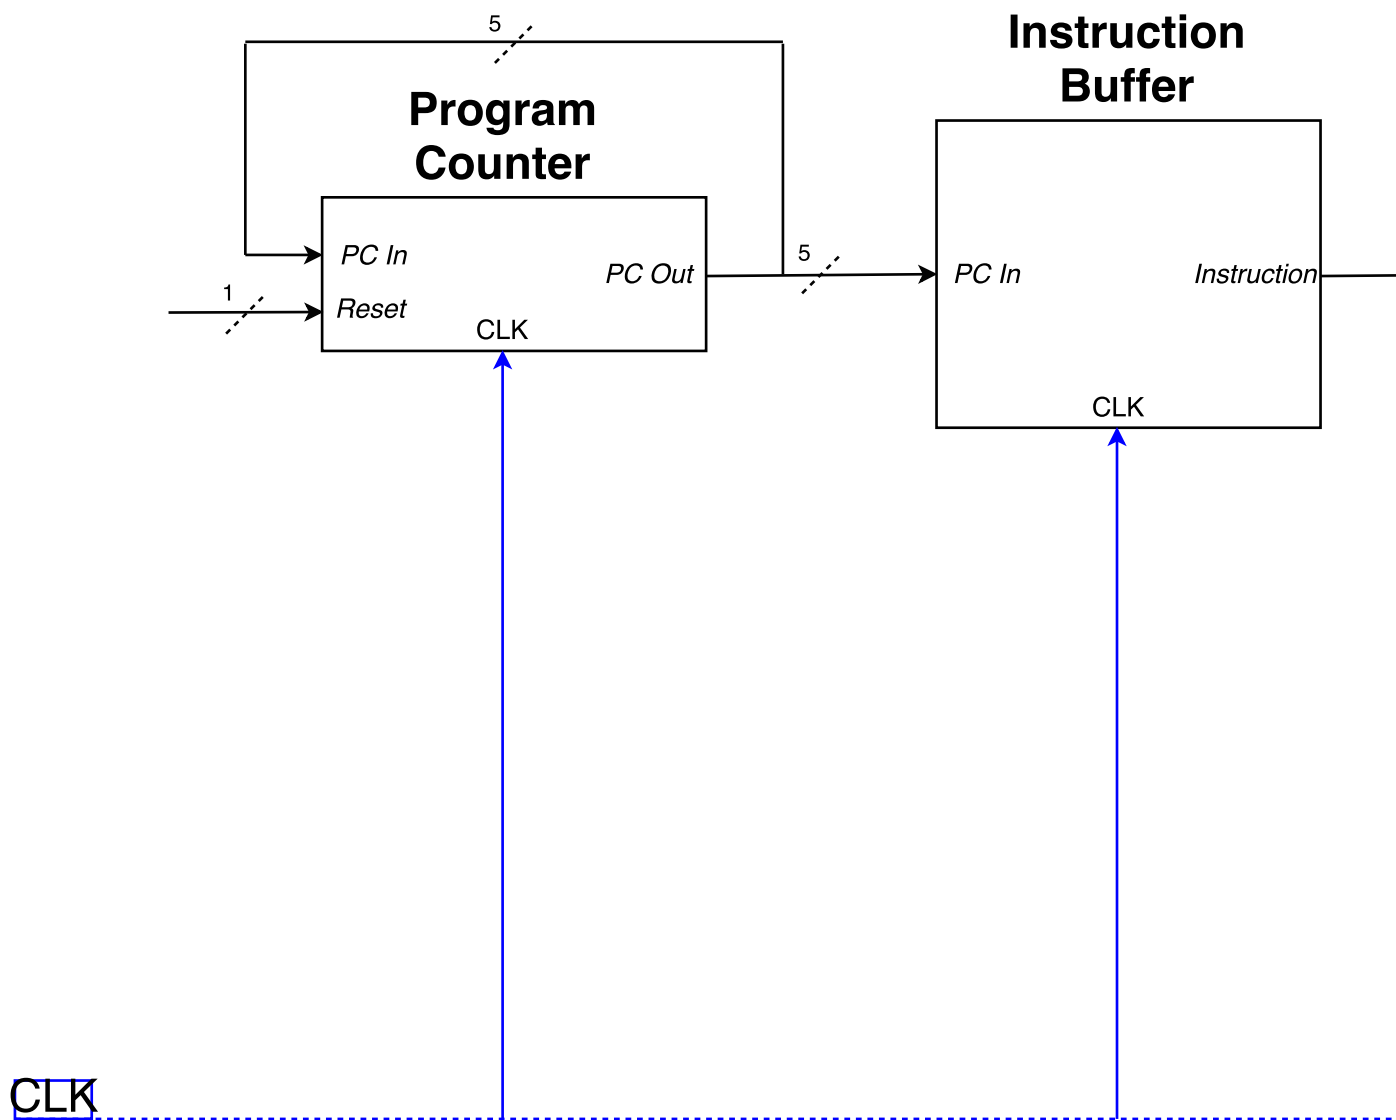 5
Instruction
Buffer
Program
Counter
PC In
PC Out
5
PC In
Instruction
1
Reset
CLK
CLK
CLK